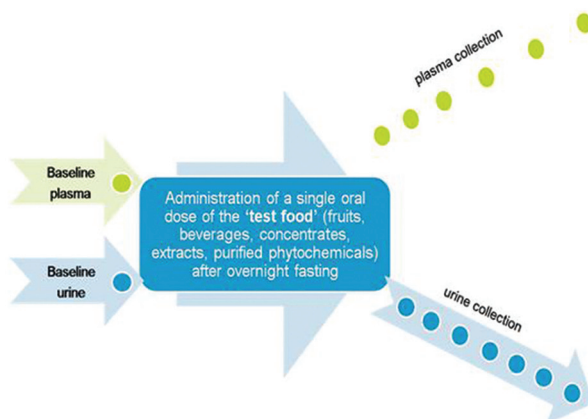 plasma collection
Baseline
plasma
Administration of a single oral
dose of the ‘test food’ (fruits,
beverages, concentrates,
extracts, purified phytochemicals)
after overnight fasting
Baseline
urine
urine collection